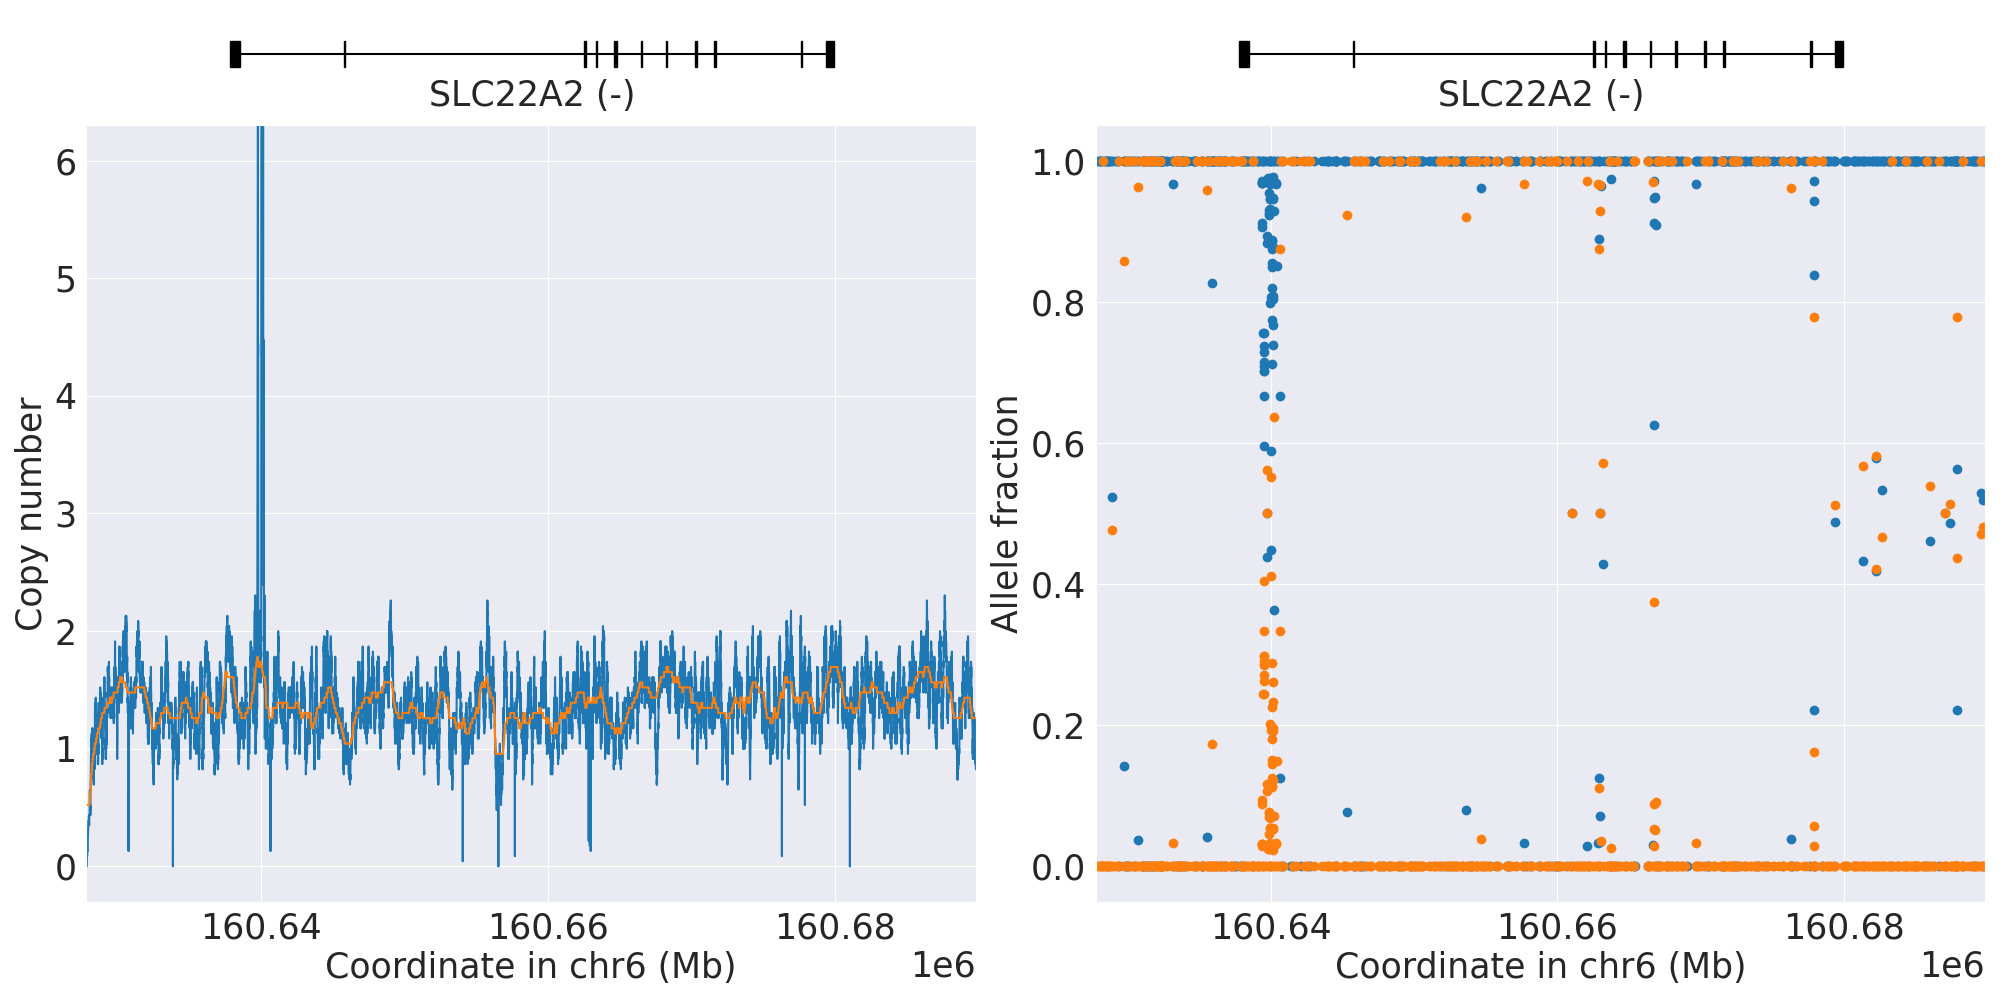 SLC22A2 (-)
SLC22A2 (-)
Copy number
6
5
4
3
2
1
0
160.64
160.66
160.68
Coordinate in chr6 (Mb)
1e6
Allele fraction
1.0
0.8
0.6
0.4
0.2
0.0
160.64
160.66
160.68
Coordinate in chr6 (Mb)
1e6